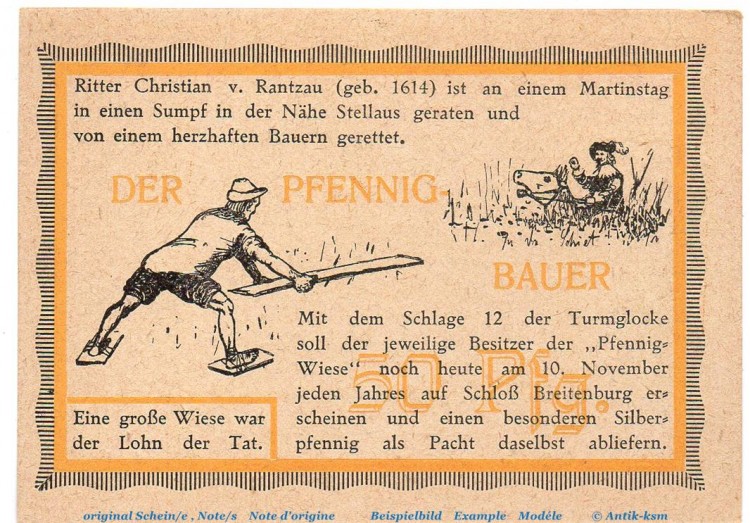 Ritter Christian v. Rantzau (geb. 1614) ist an einem Martinstag
in einen Sumpf in der Nähe Stellaus geraten und
von einem herzhaften Bauern gerettet.
DER PFENNIG-
BAUER
Mit dem Schlage 12 der Turmglocke
soll der jeweilige Besitzer der „Pfennig-
Wiese“ noch heute am 10. November
jeden Jahres auf Schloß Breitenburg er-
scheinen und einen besonderen Silber-
pfennig als Pacht daselbst abliefern.
50 Pfg.
Eine große Wiese war
der Lohn der Tat.
original Schein/e , Note/s Note d'origine Beispielbild Example Modéle © Antik-ksm